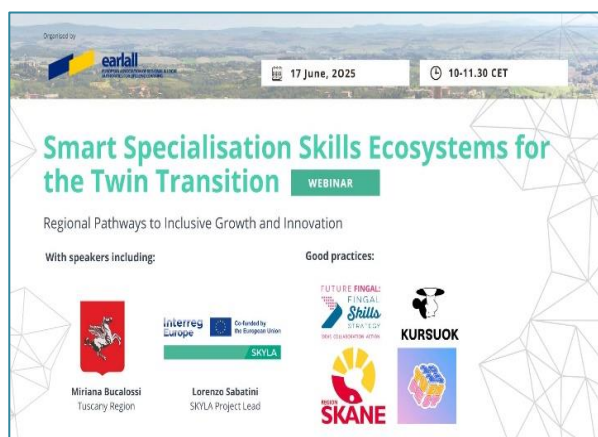 Organised by
earlall
17 June, 2025
10-11.30 CET
Smart Specialisation Skills Ecosystems for
the Twin Transition WEBINAR
Regional Pathways to Inclusive Growth and Innovation
With speakers including:
Good practices:
FUTURE FINGAL:
FINGAL
Skills
STRATEGY
Interreg
Europe
Co-funded by
the European Union
SKYLA
KURSUOK
Miriana Bucalossi
Tuscany Region
Lorenzo Sabatini
SKYLA Project Lead
REGION
SKÅNE